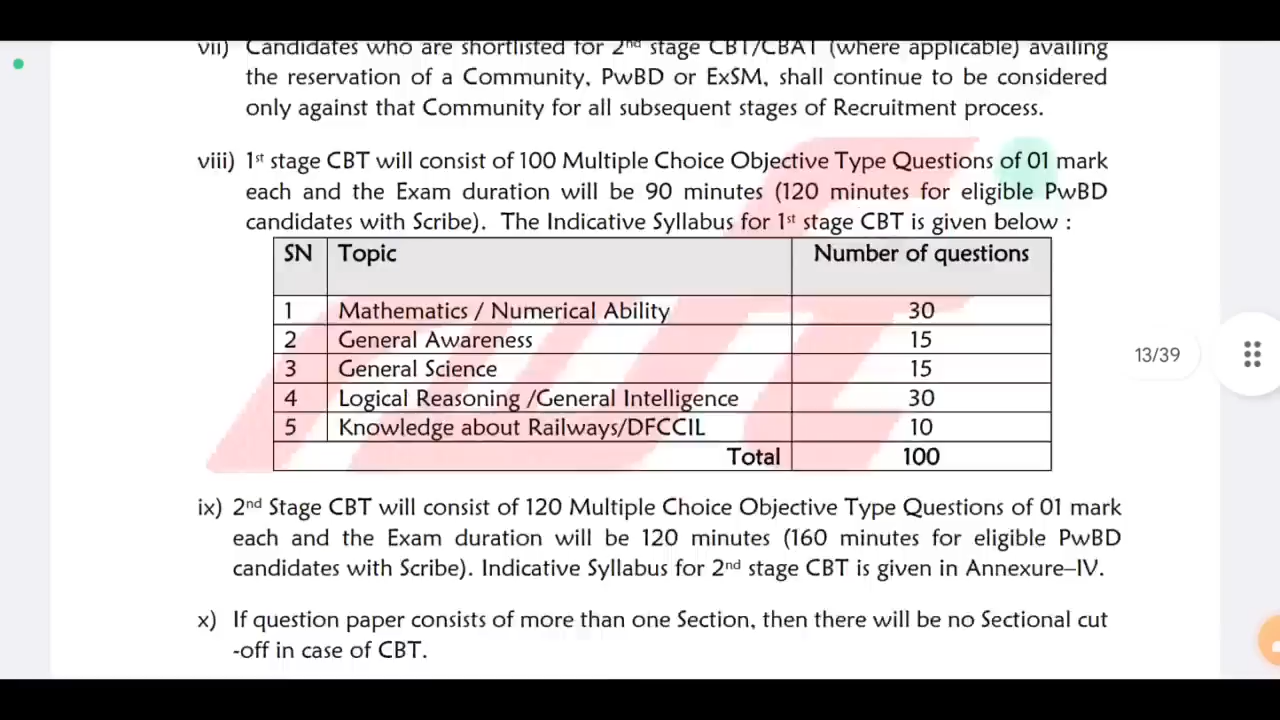 vii) Candidates who are shortlisted for 2nd stage CBT/CBAT (where applicable) availing
the reservation of a Community, PwBD or ExSM, shall continue to be considered
only against that Community for all subsequent stages of Recruitment process.
viii) 1st stage CBT will consist of 100 Multiple Choice Objective Type Questions of 01 mark
each and the Exam duration will be 90 minutes (120 minutes for eligible PwBD
candidates with Scribe). The Indicative Syllabus for 1st stage CBT is given below :
SN Topic Number of questions
1 Mathematics / Numerical Ability 30
2 General Awareness 15
3 General Science 15
4 Logical Reasoning /General Intelligence 30
5 Knowledge about Railways/DFCCIL 10
Total 100
13/39
ix) 2nd Stage CBT will consist of 120 Multiple Choice Objective Type Questions of 01 mark
each and the Exam duration will be 120 minutes (160 minutes for eligible PwBD
candidates with Scribe). Indicative Syllabus for 2nd stage CBT is given in Annexure–IV.
x) If question paper consists of more than one Section, then there will be no Sectional cut
-off in case of CBT.